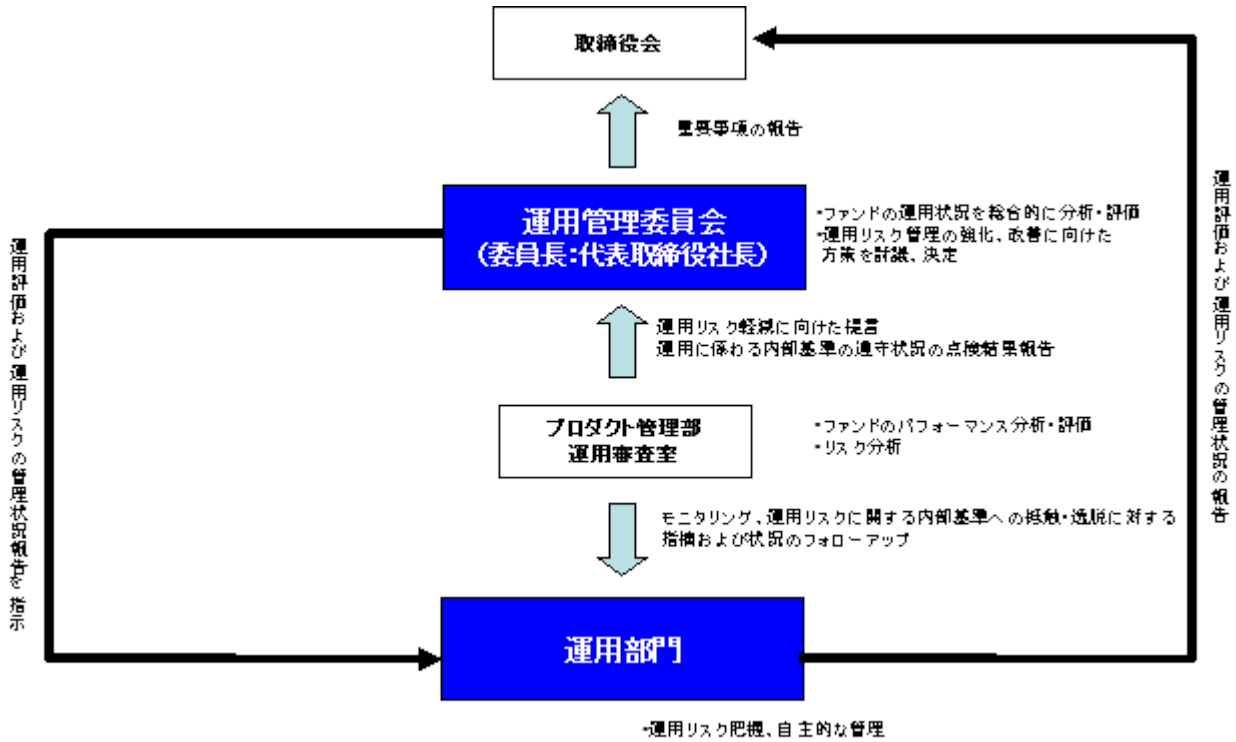 取締役会
重要事項の報告
運用管理委員会
(委員長:代表取締役社長)
・ファンドの運用状況を総合的に分析・評価
・運用リスク管理の強化、改善に向けた
方策を討議、決定
運用リスク軽減に向けた提言
運用に係わる内部基準の遵守状況の点検結果報告
プロダクト管理部
運用審査室
・ファンドのパフォーマンス分析・評価
・リスク分析
モニタリング、運用リスクに関する内部基準への抵触・逸脱に対する
指摘および状況のフォローアップ
運用部門
・運用リスク把握、自主的な管理
運用評価および運用リスクの管理状況報告を指示
運用評価および運用リスクの管理状況の報告